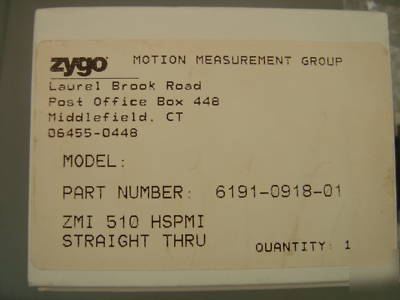 zygo MOTION MEASUREMENT GROUP
Laurel Brook Road
Post Office Box 448
Middlefield, CT
06455-0448
MODEL:
PART NUMBER: 6191-0918-01
ZMI 510 HSPMI
STRAIGHT THRU
QUANTITY: 1